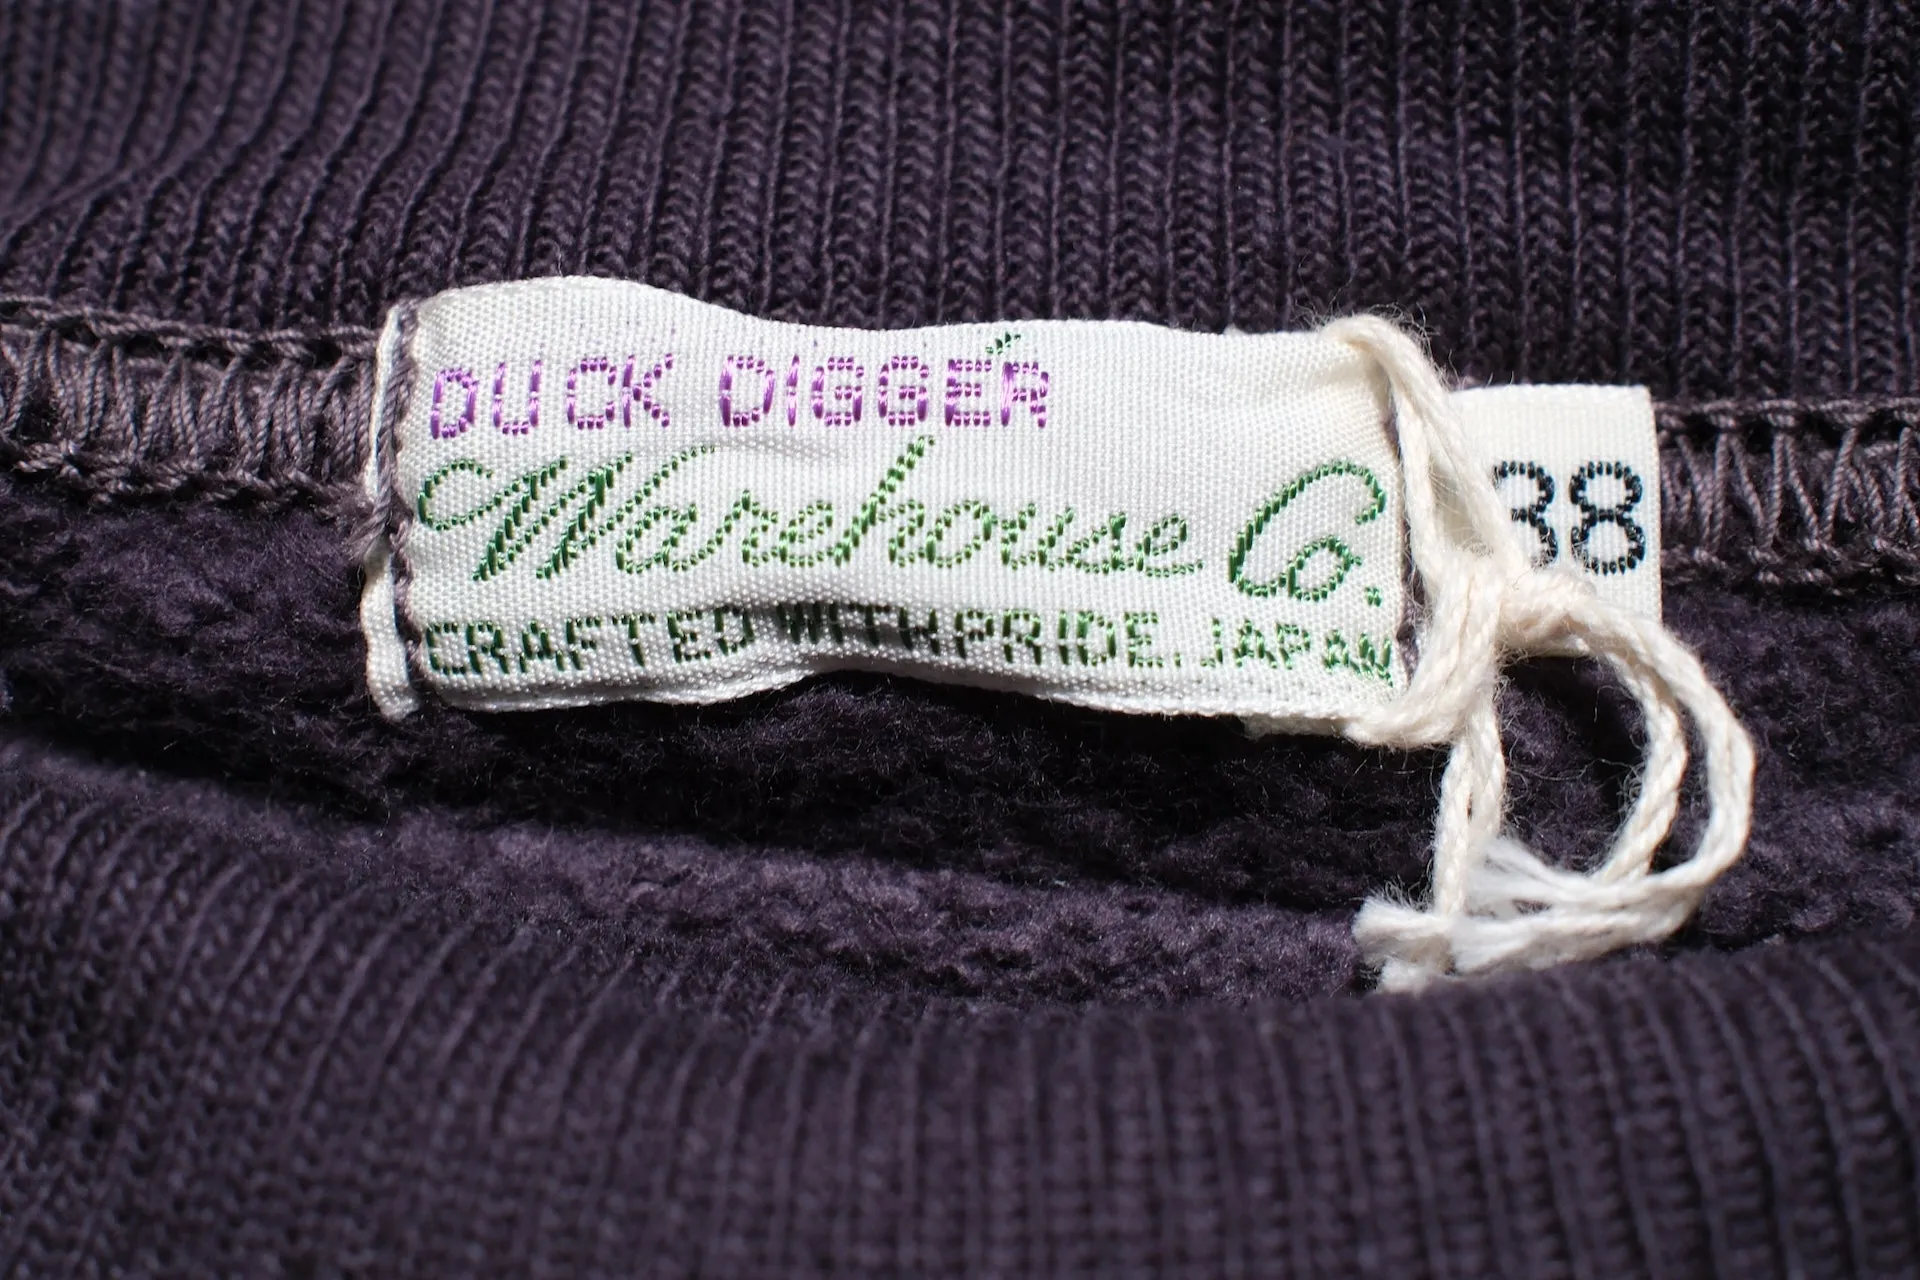 DUCK DIGGER
Warehouse Co.
38
CRAFTED WITH PRIDE, JAPAN